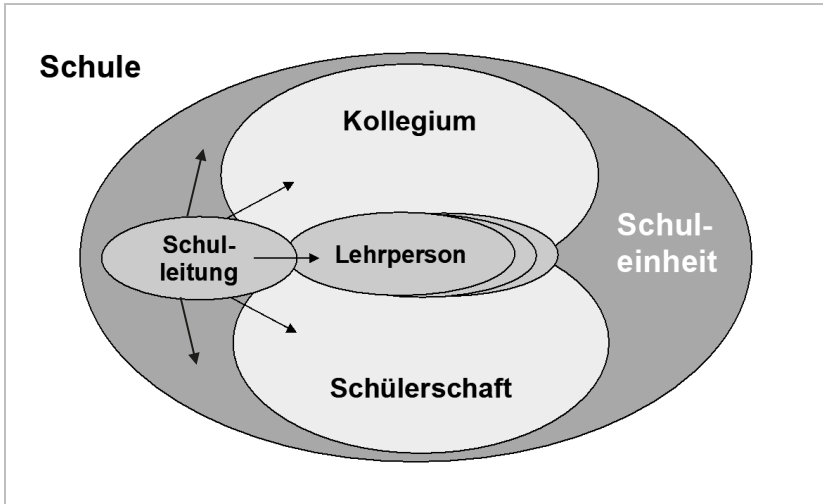 Schule
Kollegium
Schul-
einheit
Schul-
leitung
Lehrperson
Schülerschaft